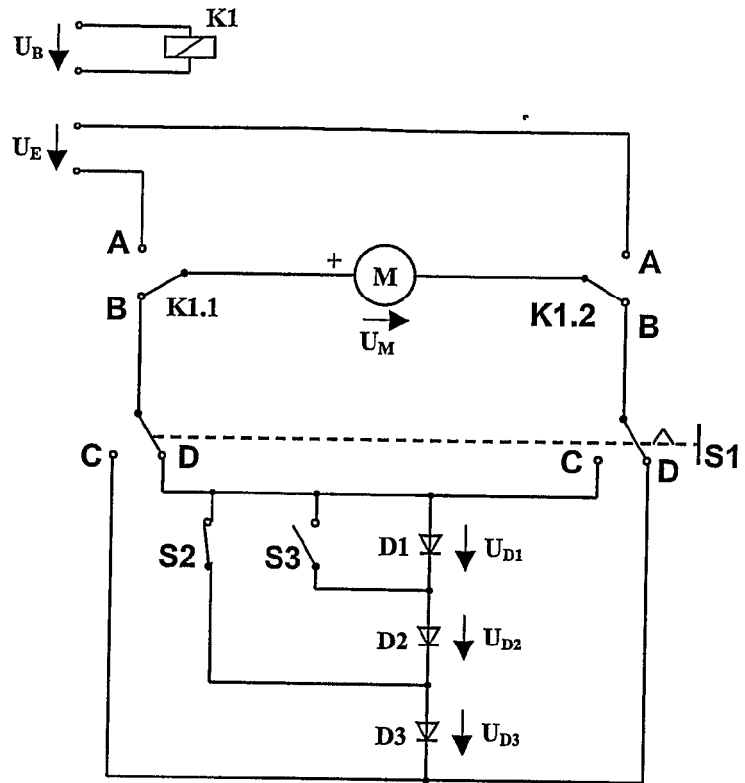 K1
U_B
U_E
A
A
+ M
B K1.1 K1.2 B
U_M
C D C D S1
S2 S3 D1 U_D1
D2 U_D2
D3 U_D3